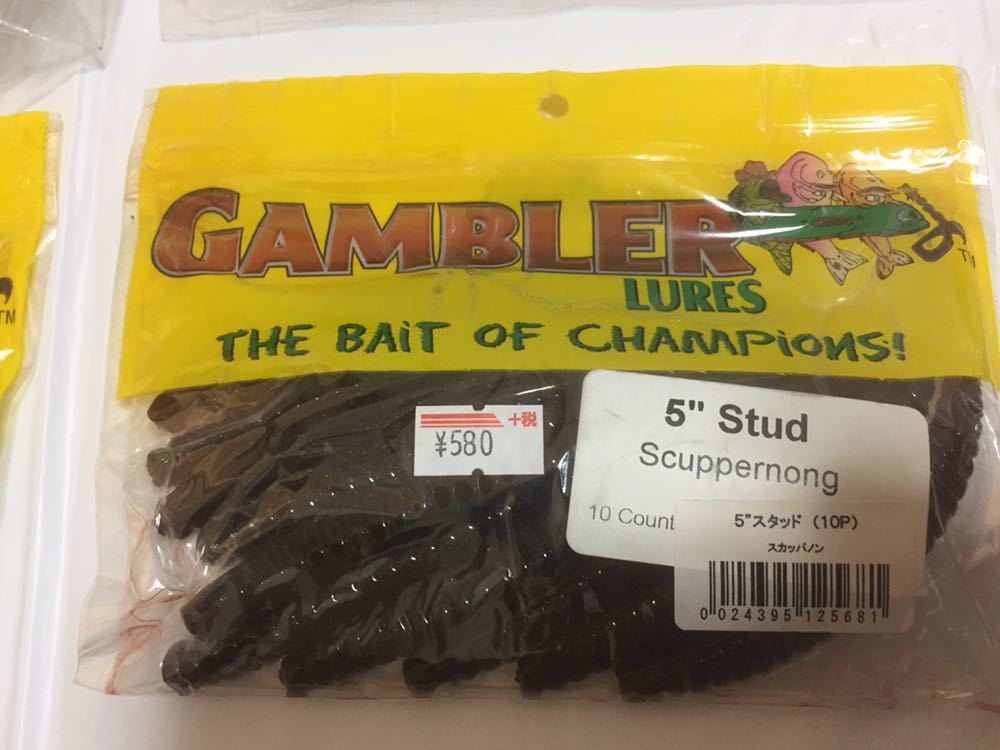 GAMBLER
TM
LURES
THE BAIT OF CHAMPIONS!
TM
+税
¥580
5" Stud
Scuppernong
10 Count
5"スタッド (10P)
スカッパノン
0 024395 125681